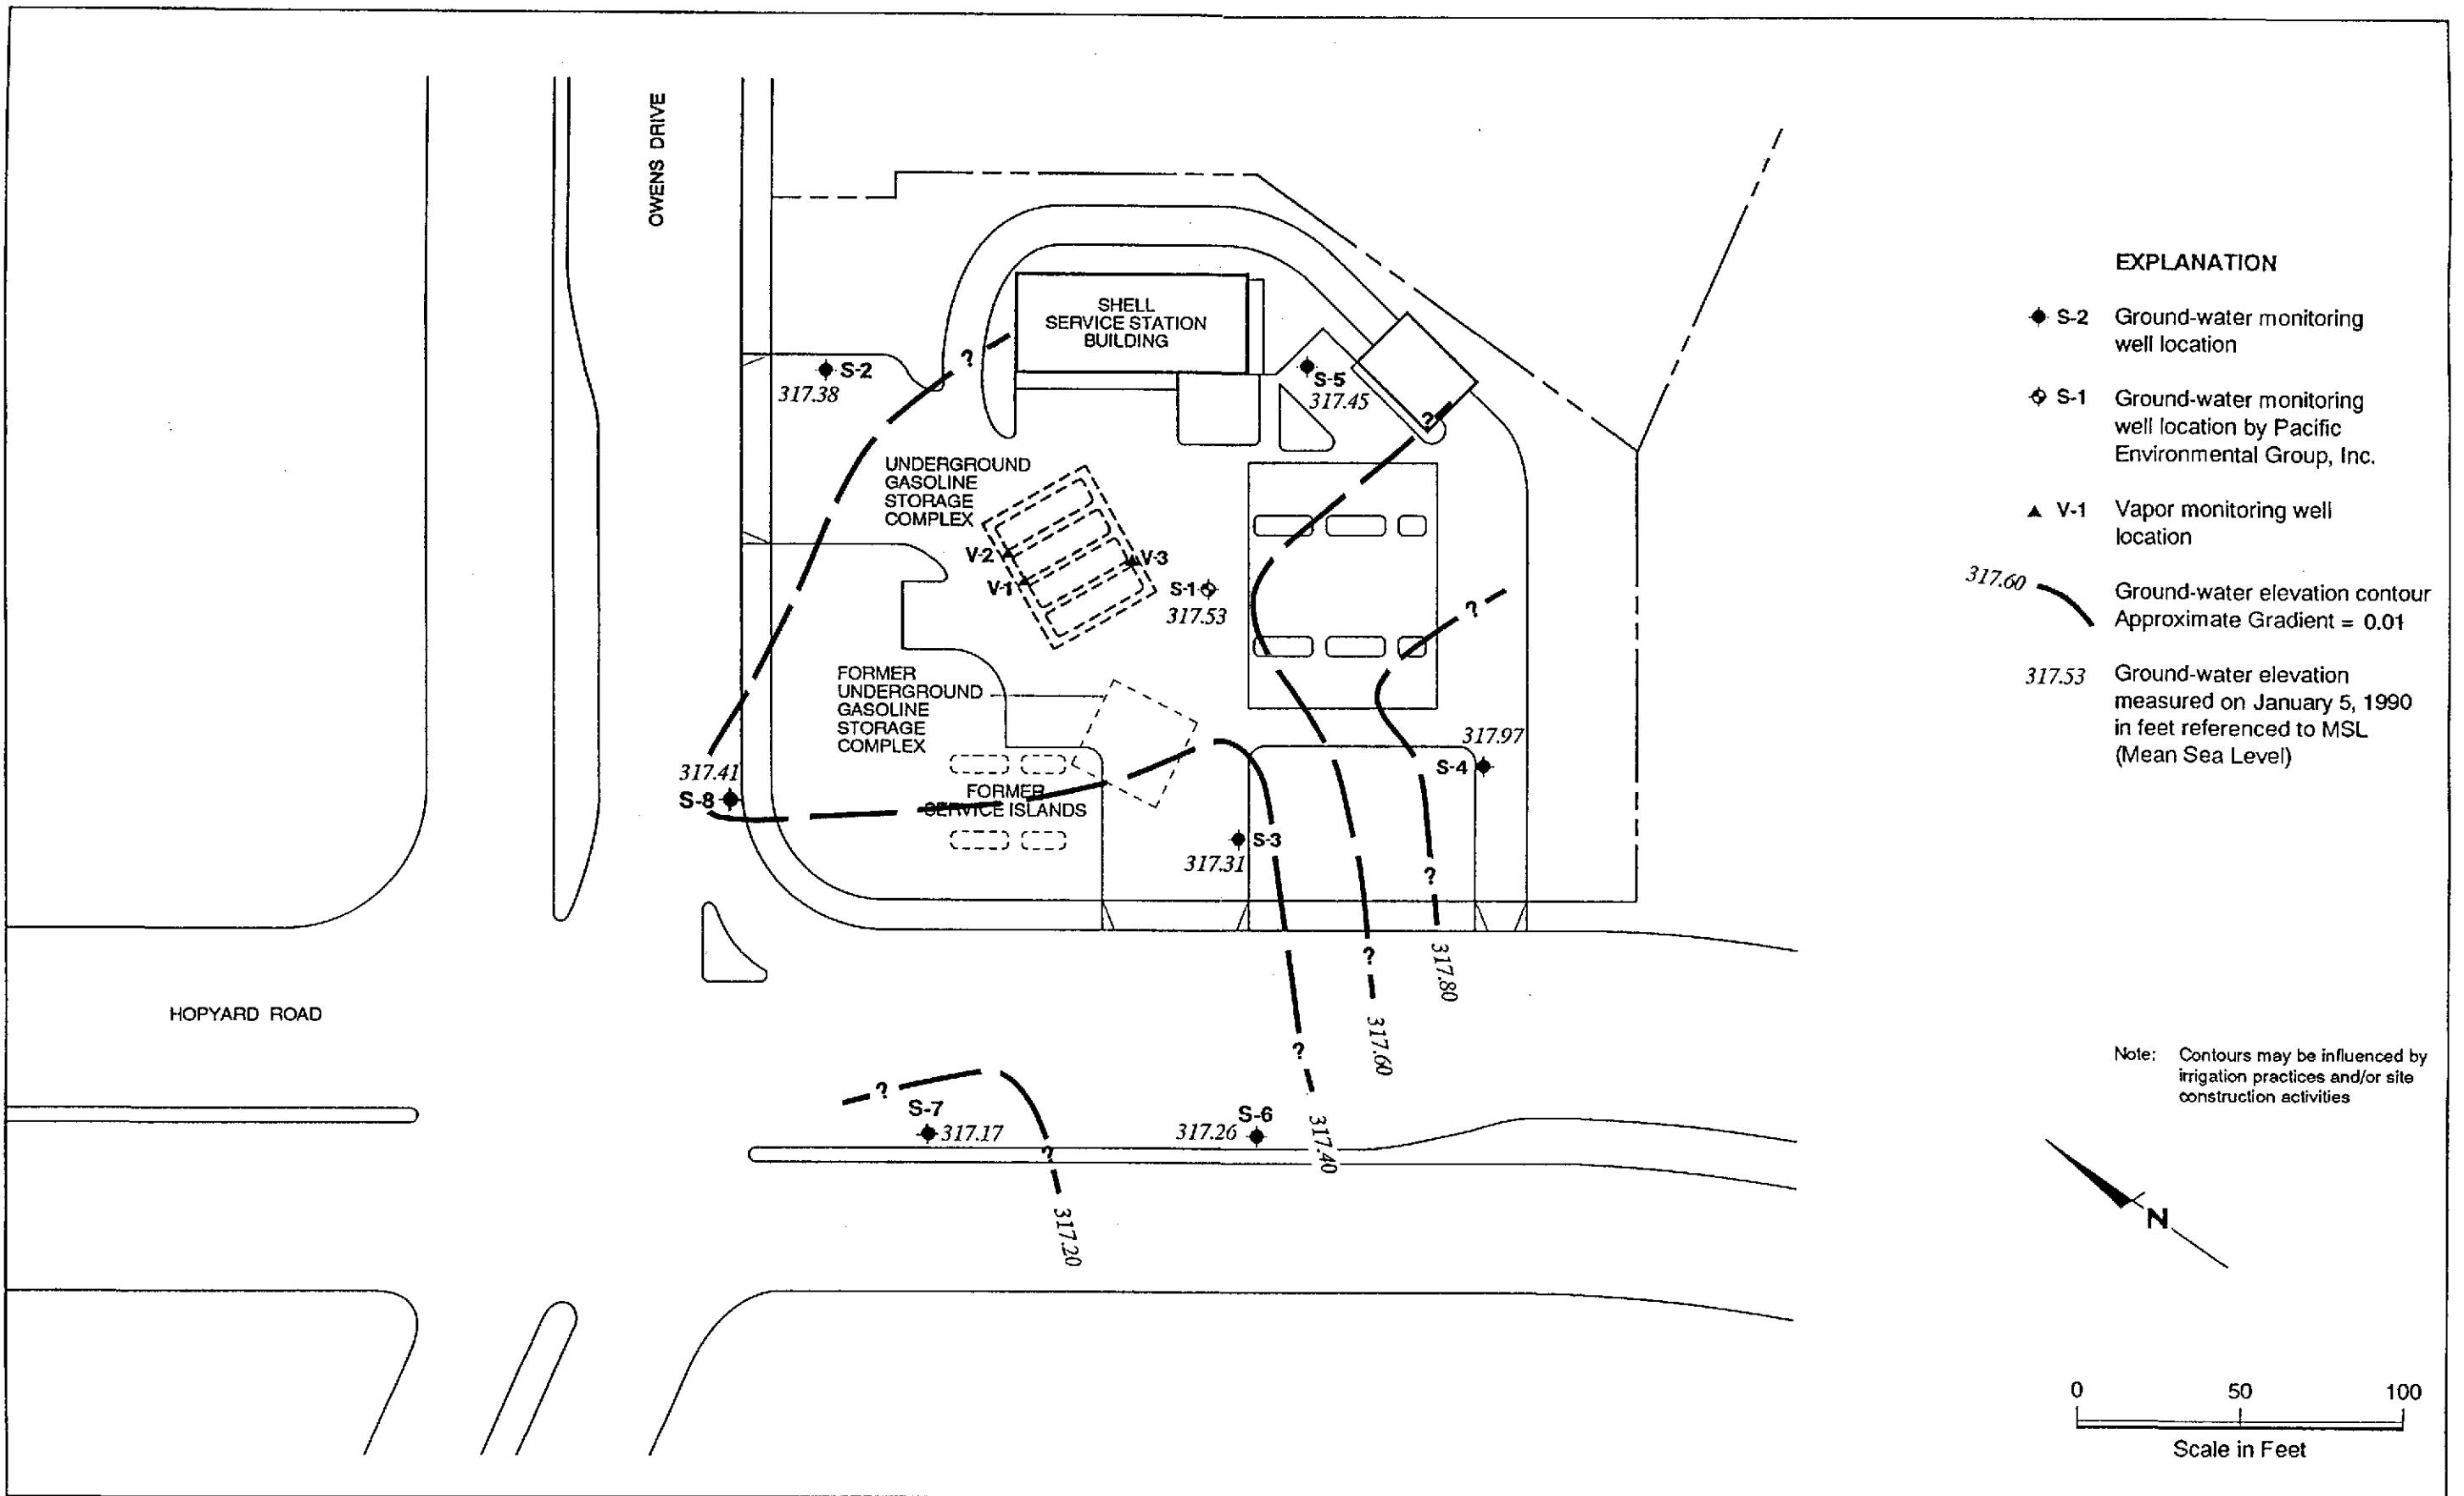 OWENS DRIVE
SHELL
SERVICE STATION
BUILDING
?
S-2
317.38
S-5
317.45
?
UNDERGROUND
GASOLINE
STORAGE
COMPLEX
V-2
V-1
V-3
S-1
317.53
?
FORMER
UNDERGROUND
GASOLINE
STORAGE
COMPLEX
317.41
S-8
FORMER
SERVICE ISLANDS
317.97
S-4
S-3
317.31
?
?
317.80
HOPYARD ROAD
?
317.60
?
S-7
317.17
S-6
317.26
317.40
?
317.20
EXPLANATION
S-2 Ground-water monitoring
well location
S-1 Ground-water monitoring
well location by Pacific
Environmental Group, Inc.
V-1 Vapor monitoring well
location
317.60 Ground-water elevation contour
Approximate Gradient = 0.01
317.53 Ground-water elevation
measured on January 5, 1990
in feet referenced to MSL
(Mean Sea Level)
Note: Contours may be influenced by
irrigation practices and/or site
construction activities
N
0 50 100
Scale in Feet